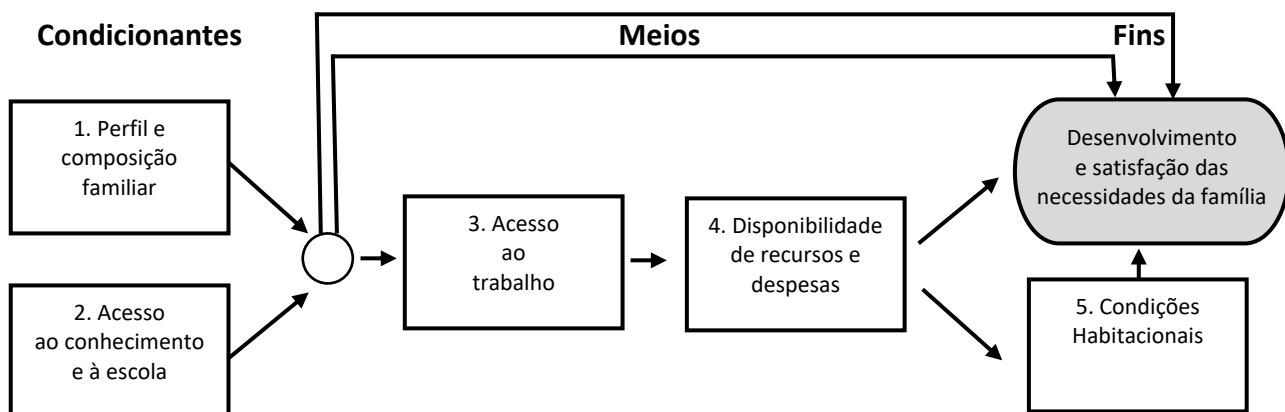 Condicionantes
Meios
Fins
1. Perfil e
composição
familiar
2. Acesso
ao conhecimento
e à escola
3. Acesso
ao
trabalho
4. Disponibilidade
de recursos e
despesas
Desenvolvimento
e satisfação das
necessidades da família
5. Condições
Habitacionais